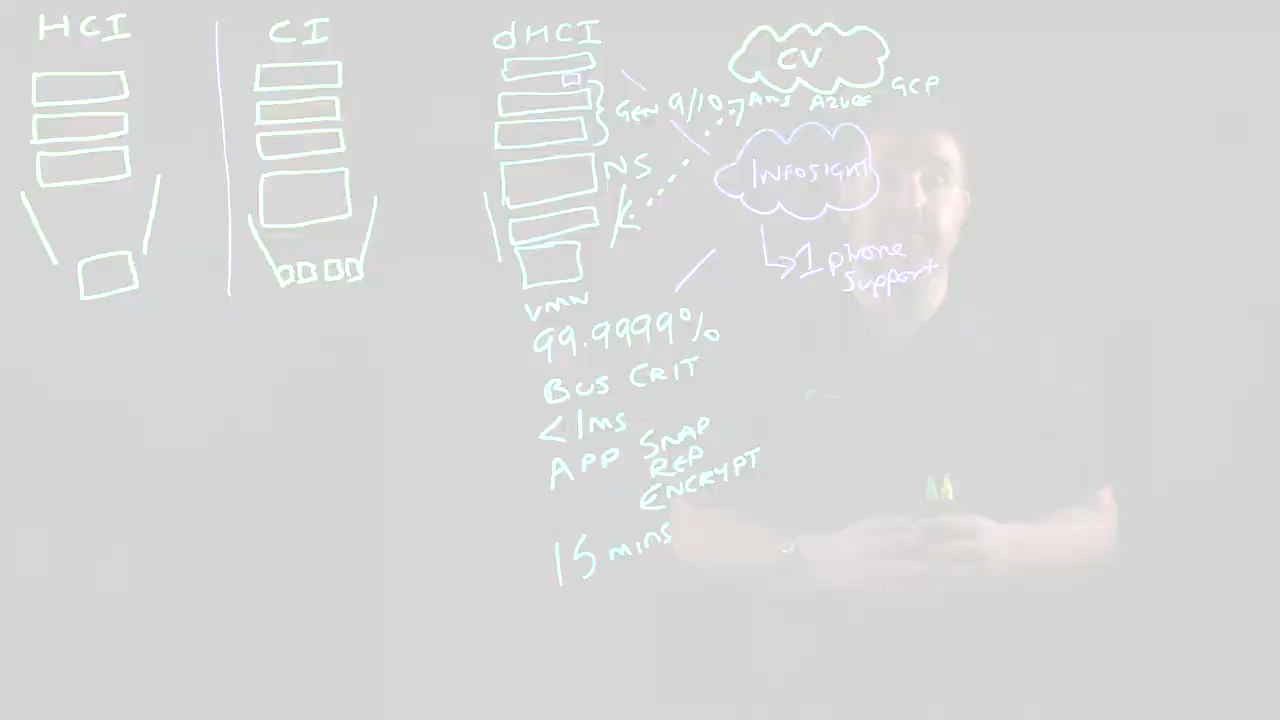 HCI
CI
dHCI
CV
GEN 9/10
AWS AZURE GCP
NS
INFOSIGHT
1 phone
support
VMW
99.9999%
BUS CRIT
<1ms
APP SNAP
REP
ENCRYPT
15 mins